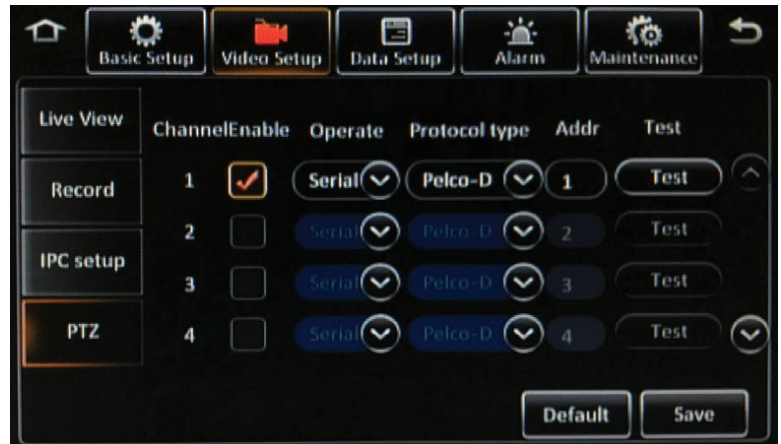 Basic Setup Video Setup Data Setup Alarm Maintenance
Live View
Record
IPC setup
PTZ
ChannelEnable Operate Protocol type Addr Test
1 Serial Pelco-D 1 Test
2 Serial Pelco-D 2 Test
3 Serial Pelco-D 3 Test
4 Serial Pelco-D 4 Test
Default Save